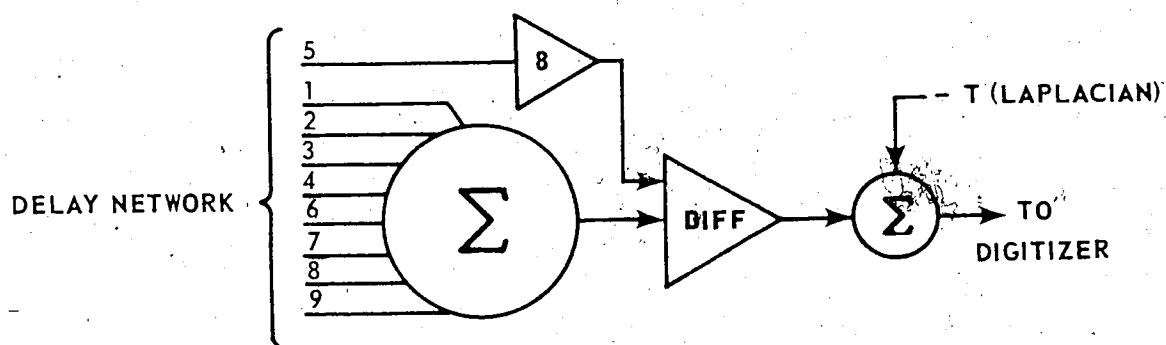 5
8
1
2
3
4
6
7
8
9
DELAY NETWORK
Σ
DIFF
- T (LAPLACIAN)
Σ
TO
DIGITIZER